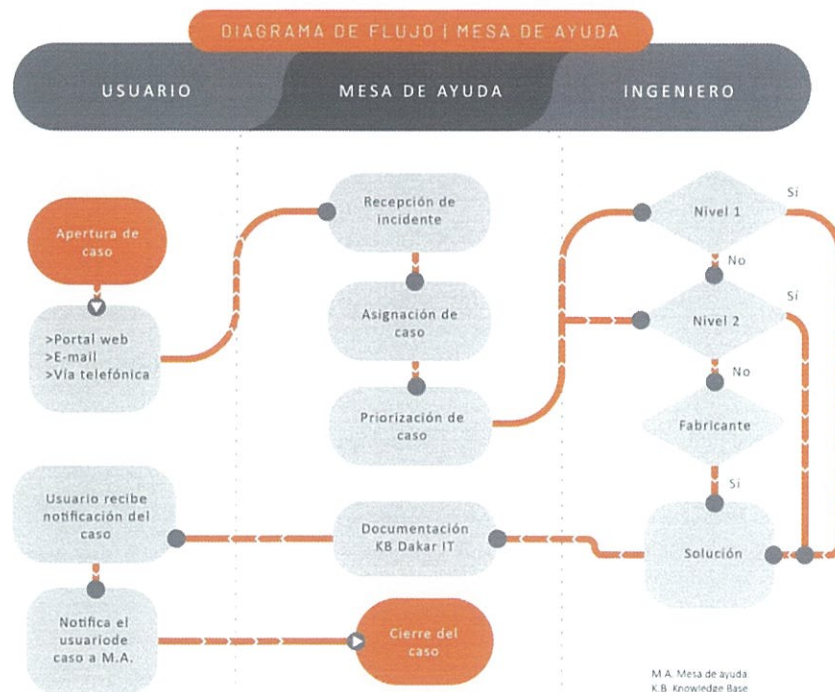 DIAGRAMA DE FLUJO | MESA DE AYUDA
USUARIO
MESA DE AYUDA
INGENIERO
Apertura de
caso
>Portal web
>E-mail
>Vía telefónica
Recepción de
incidente
Asignación de
caso
Priorización de
caso
Nivel 1
Sí
No
Nivel 2
Sí
No
Fabricante
Si
Solución
Documentación
KB Dakar IT
Usuario recibe
notificación del
caso
Notifica el
usuariode
caso a M.A.
Cierre del
caso
M.A. Mesa de ayuda
K.B. Knowledge Base